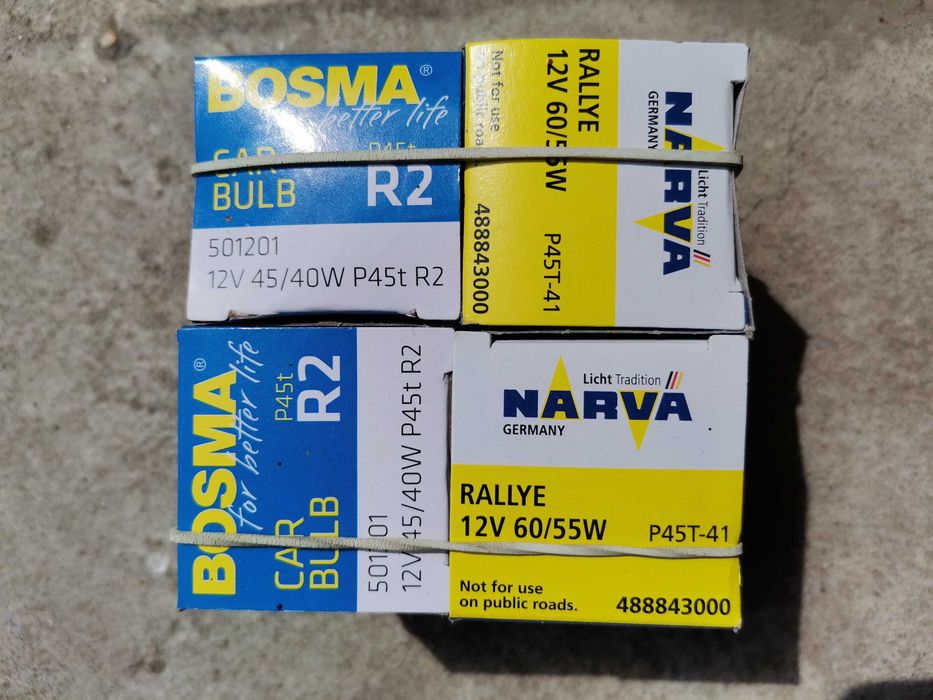 BOSMA®
better life
CAR
BULB
P45t
R2
501201
12V 45/40W P45t R2
NARVA
Licht Tradition
GERMANY
RALLYE
12V 60/55W
P45T-41
Not for use
public roa
488843000
BOSMA®
for better life
CAR
BULB
P45t
R2
12V 45/40W P45t R2
Licht Tradition
NARVA
GERMANY
RALLYE
12V 60/55W
P45T-41
Not for use
on public roads.
488843000